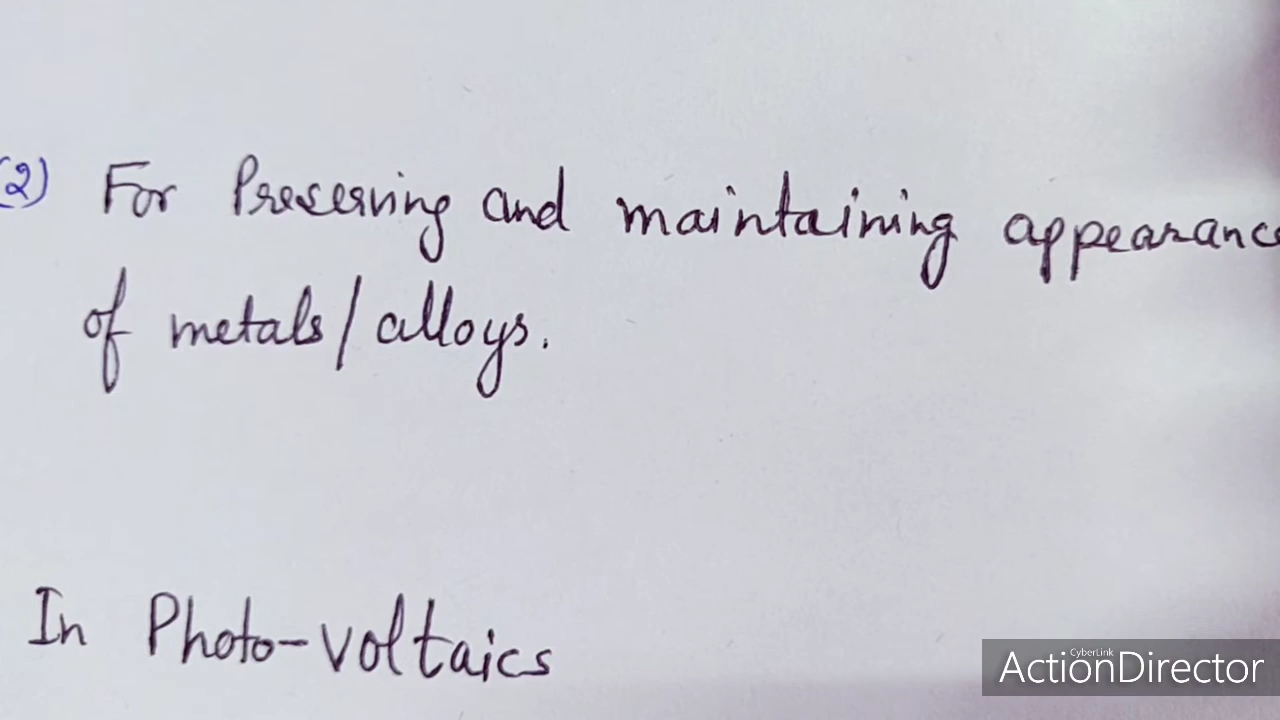 (2) For Preserving and maintaining appearanc
of metals/alloys.
In Photo-voltaics
CyberLink
ActionDirector